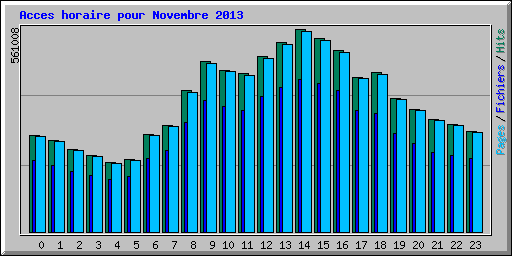 Acces horaire pour Novembre 2013
561008
Pages / Fichiers / Hits
0 1 2 3 4 5 6 7 8 9 10 11 12 13 14 15 16 17 18 19 20 21 22 23